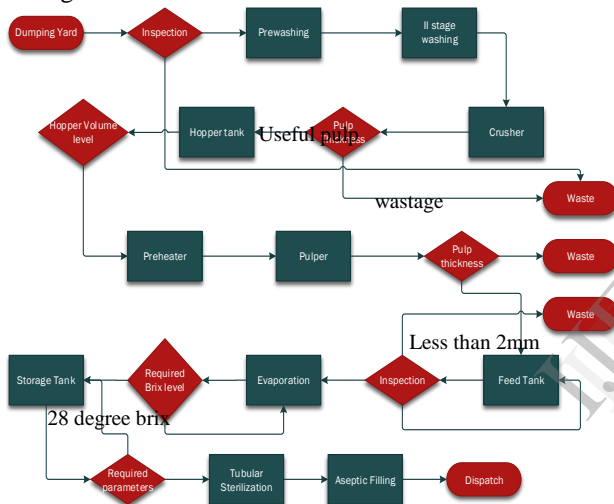 Dumping Yard
Inspection
Prewashing
II stage
washing
Hopper Volume
level
Hopper tank
Useful pulp
Pulp
Thickness
Crusher
wastage
Waste
Preheater
Pulper
Pulp
thickness
Waste
Waste
Less than 2mm
Storage Tank
Required
Brix level
Evaporation
Inspection
Feed Tank
28 degree brix
Required
parameters
Tubular
Sterilization
Aseptic Filling
Dispatch